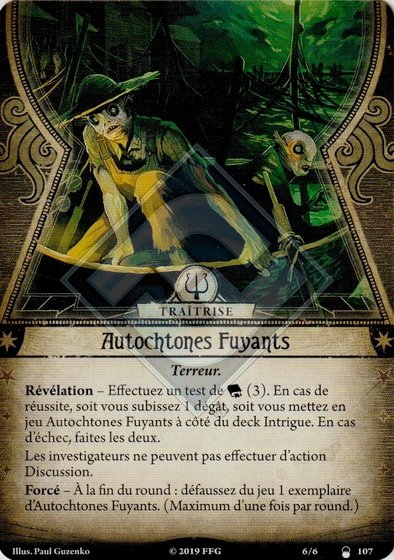 TRAÎTRISE
Autochtones Fuyants
Terreur.
Révélation – Effectuez un test de (3). En cas de
réussite, soit vous subissez 1 dégât, soit vous mettez en
jeu Autochtones Fuyants à côté du deck Intrigue. En cas
d'échec, faites les deux.
Les investigateurs ne peuvent pas effectuer d'action
Discussion.
Forcé – À la fin du round : défaussez du jeu 1 exemplaire
d'Autochtones Fuyants. (Maximum d'une fois par round.)
Illus. Paul Guzenko © 2019 FFG 6/6 107